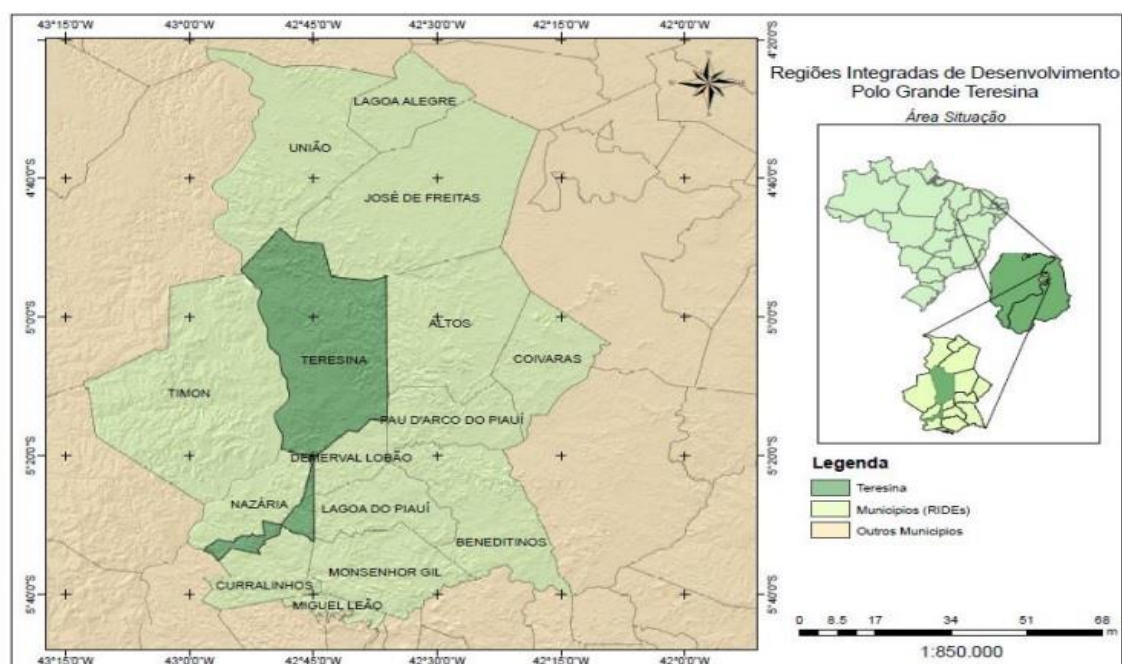 43°15'0"W 43°0'0"W 42°45'0"W 42°30'0"W 42°15'0"W 42°0'0"W
4°20'0"S
4°40'0"S 4°40'0"S
5°0'0"S 5°0'0"S
5°20'0"S 5°20'0"S
5°40'0"S 5°40'0"S
LAGOA ALEGRE
UNIÃO
JOSÉ DE FREITAS
ALTOS
TERESINA
COIVARAS
TIMON
PAU D'ARCO DO PIAUÍ
DEMERVAL LOBÃO
NAZÁRIA
LAGOA DO PIAUÍ
BENEDITINOS
MONSENHOR GIL
CURRALINHOS
MIGUEL LEÃO
43°15'0"W 43°0'0"W 42°45'0"W 42°30'0"W 42°15'0"W 42°0'0"W
Regiões Integradas de Desenvolvimento
Polo Grande Teresina
Área Situação
Legenda
Teresina
Municipios (RIDEs)
Outros Municipios
0 8.5 17 34 51 68
m
1:850.000